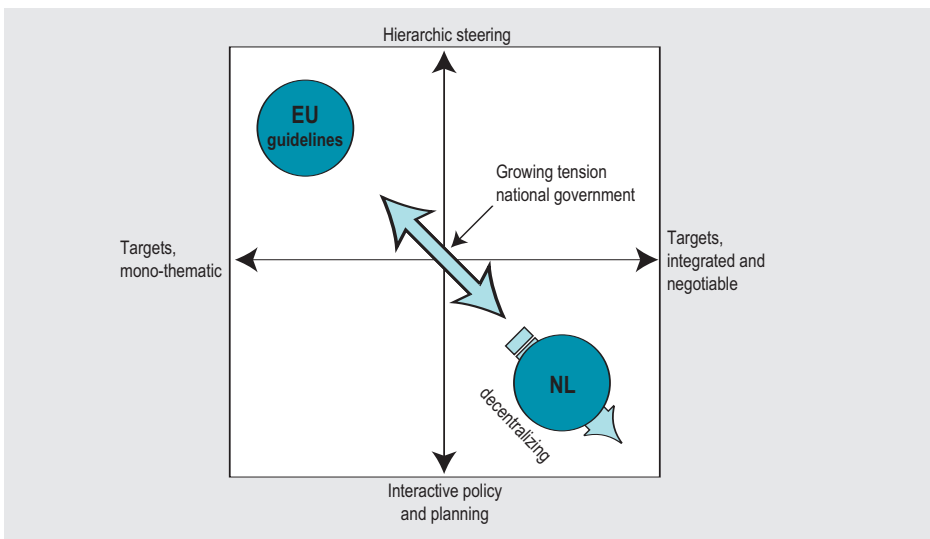 Hierarchic steering
EU
guidelines
Growing tension
national government
Targets,
mono-thematic
Targets,
integrated and
negotiable
NL
decentralizing
Interactive policy
and planning